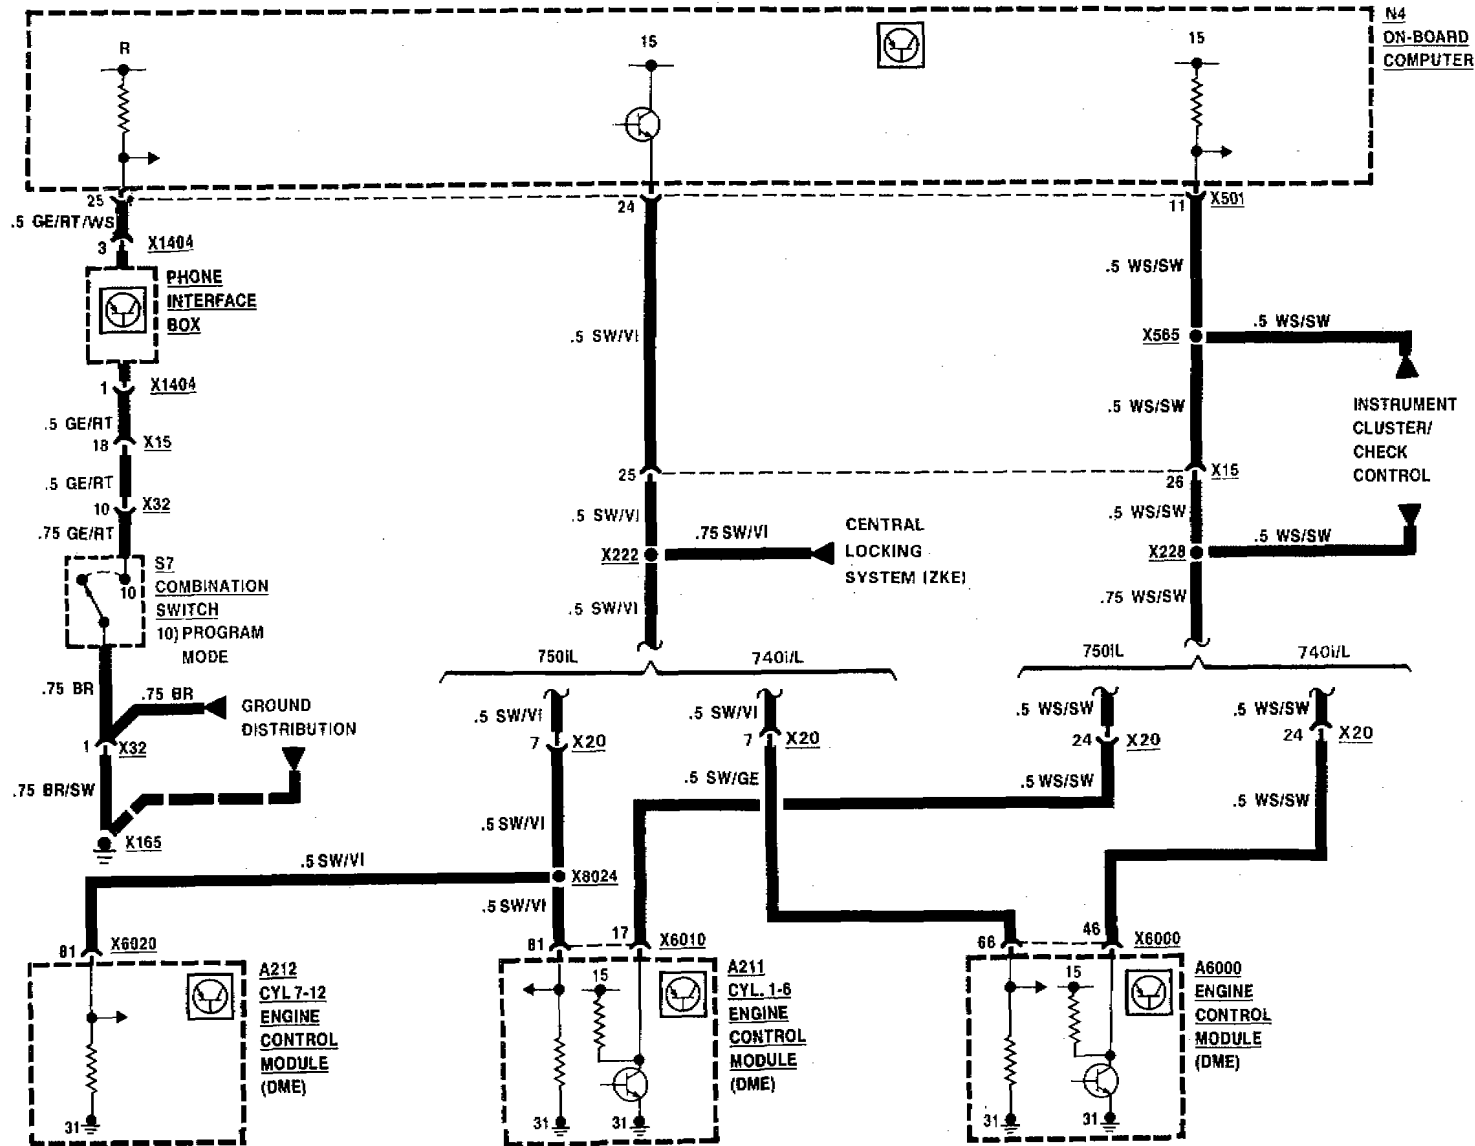 N4
ON-BOARD
COMPUTER
R
15
15
25
24
11 X501
.5 GE/RT/WS
3 X1404
PHONE
INTERFACE
BOX
.5 WS/SW
X565
.5 WS/SW
.5 SW/VI
1 X1404
.5 GE/RT
18 X15
.5 WS/SW
INSTRUMENT
CLUSTER/
CHECK
CONTROL
25
26 X15
.5 GE/RT
10 X32
.75 GE/RT
.5 SW/VI
.5 WS/SW
X222
.75 SW/VI
CENTRAL
LOCKING
SYSTEM (ZKE)
X228
.5 WS/SW
10
S7
COMBINATION
SWITCH
10) PROGRAM
MODE
.5 SW/VI
.75 WS/SW
750iL
740i/L
750iL
740i/L
.75 BR
.75 BR
GROUND
DISTRIBUTION
.5 SW/VI
.5 SW/VI
.5 WS/SW
.5 WS/SW
1 X32
7 X20
7 X20
24 X20
24 X20
.75 BR/SW
.5 SW/GE
.5 WS/SW
.5 WS/SW
X165
.5 SW/VI
.5 SW/VI
X8024
.5 SW/VI
81 X6020
81
17 X6010
66
46 X6000
A212
CYL 7-12
ENGINE
CONTROL
MODULE
(DME)
31
15
A211
CYL. 1-6
ENGINE
CONTROL
MODULE
(DME)
31
31
15
A6000
ENGINE
CONTROL
MODULE
(DME)
31
31